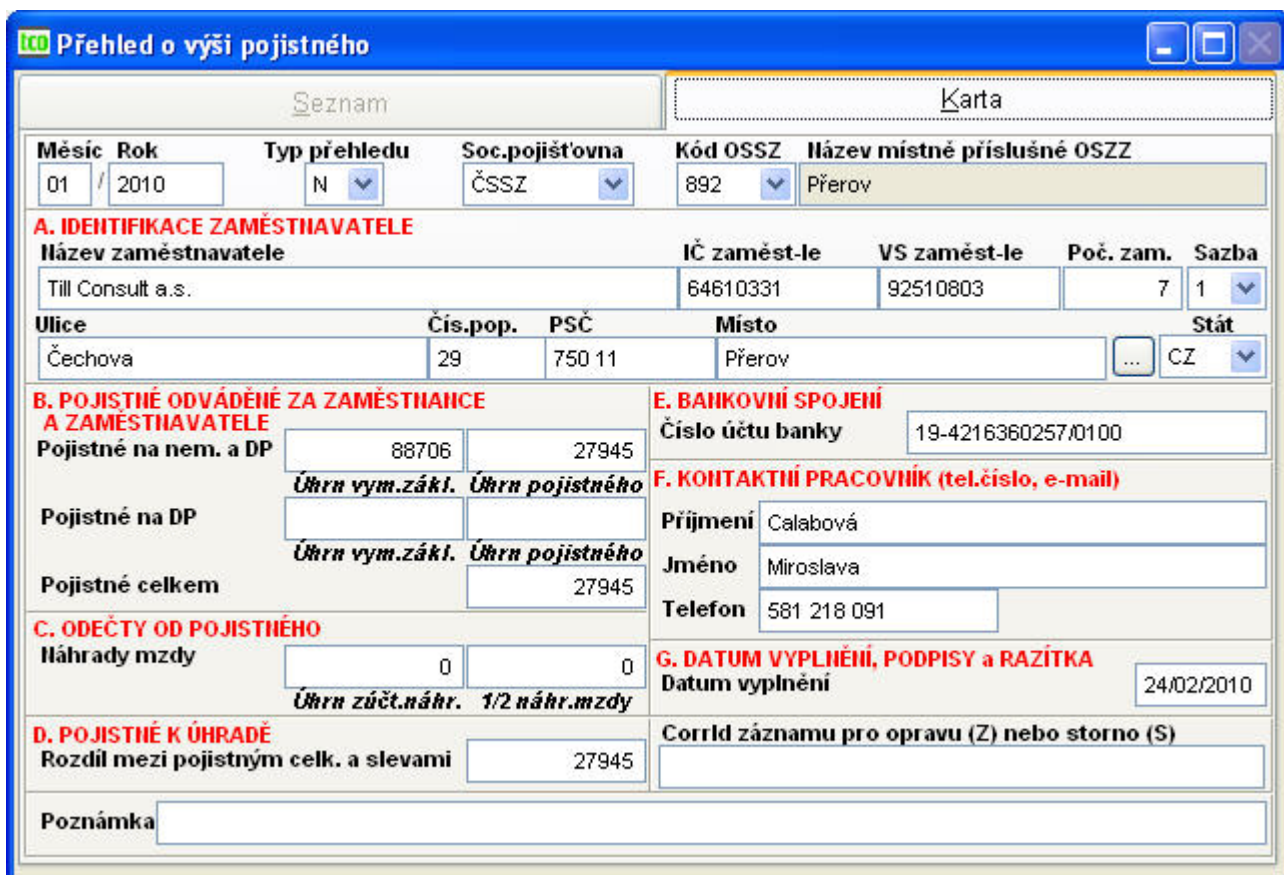 tco Přehled o výši pojistného
Seznam Karta
Měsíc Rok Typ přehledu Soc.pojišťovna Kód OSSZ Název místně příslušné OSZZ
01 / 2010 N ČSSZ 892 Přerov
A. IDENTIFIKACE ZAMĚSTNAVATELE
Název zaměstnavatele IČ zaměst-le VS zaměst-le Poč. zam. Sazba
Till Consult a.s. 64610331 92510803 7 1
Ulice Čís.pop. PSČ Místo Stát
Čechova 29 750 11 Přerov ... CZ
B. POJISTNÉ ODVÁDĚNÉ ZA ZAMĚSTNANCE
A ZAMĚSTNAVATELE
Pojistné na nem. a DP 88706 27945
Úhrn vym.zákl. Úhrn pojistného
Pojistné na DP
Úhrn vym.zákl. Úhrn pojistného
Pojistné celkem 27945
C. ODEČTY OD POJISTNÉHO
Náhrady mzdy 0 0
Úhrn zúčt.náhr. 1/2 náhr.mzdy
D. POJISTNÉ K ÚHRADĚ
Rozdíl mezi pojistným celk. a slevami 27945
E. BANKOVNÍ SPOJENÍ
Číslo účtu banky 19-4216360257/0100
F. KONTAKTNÍ PRACOVNÍK (tel.číslo, e-mail)
Příjmení Calabová
Jméno Miroslava
Telefon 581 218 091
G. DATUM VYPLNĚNÍ, PODPISY a RAZÍTKA
Datum vyplnění 24/02/2010
CorrId záznamu pro opravu (Z) nebo storno (S)
Poznámka